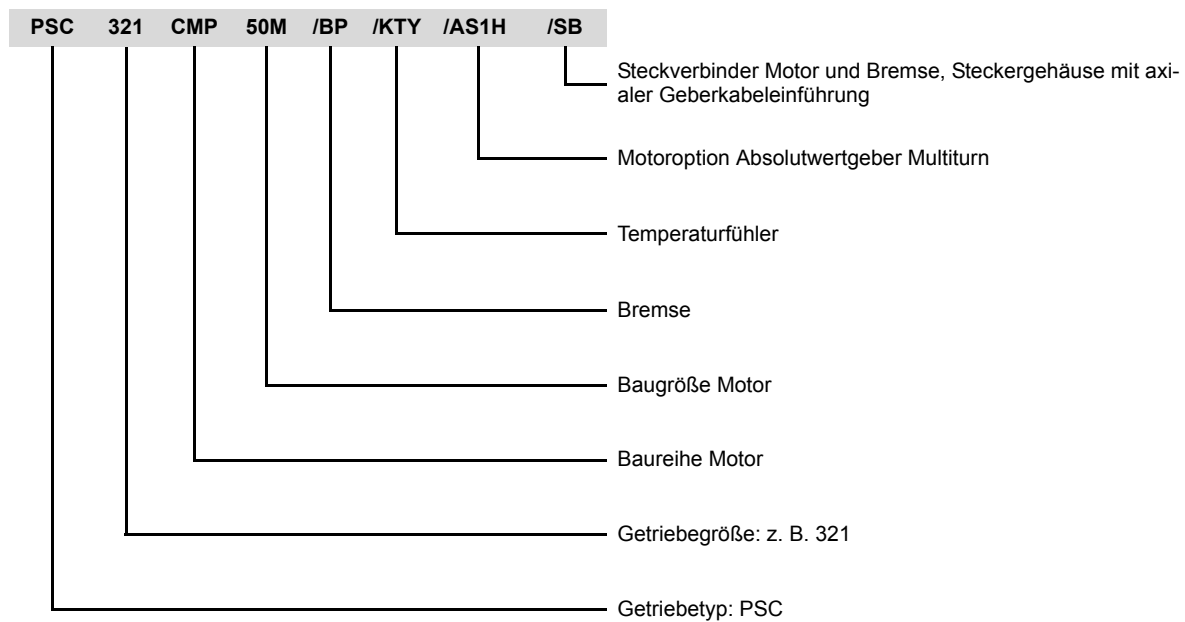 PSC 321 CMP 50M /BP /KTY /AS1H /SB
Steckverbinder Motor und Bremse, Steckergehäuse mit axi-
aler Geberkabeleinführung
Motoroption Absolutwertgeber Multiturn
Temperaturfühler
Bremse
Baugröße Motor
Baureihe Motor
Getriebegröße: z. B. 321
Getriebetyp: PSC